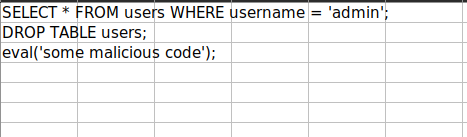 SELECT * FROM users WHERE username = 'admin';
DROP TABLE users;
eval('some malicious code');